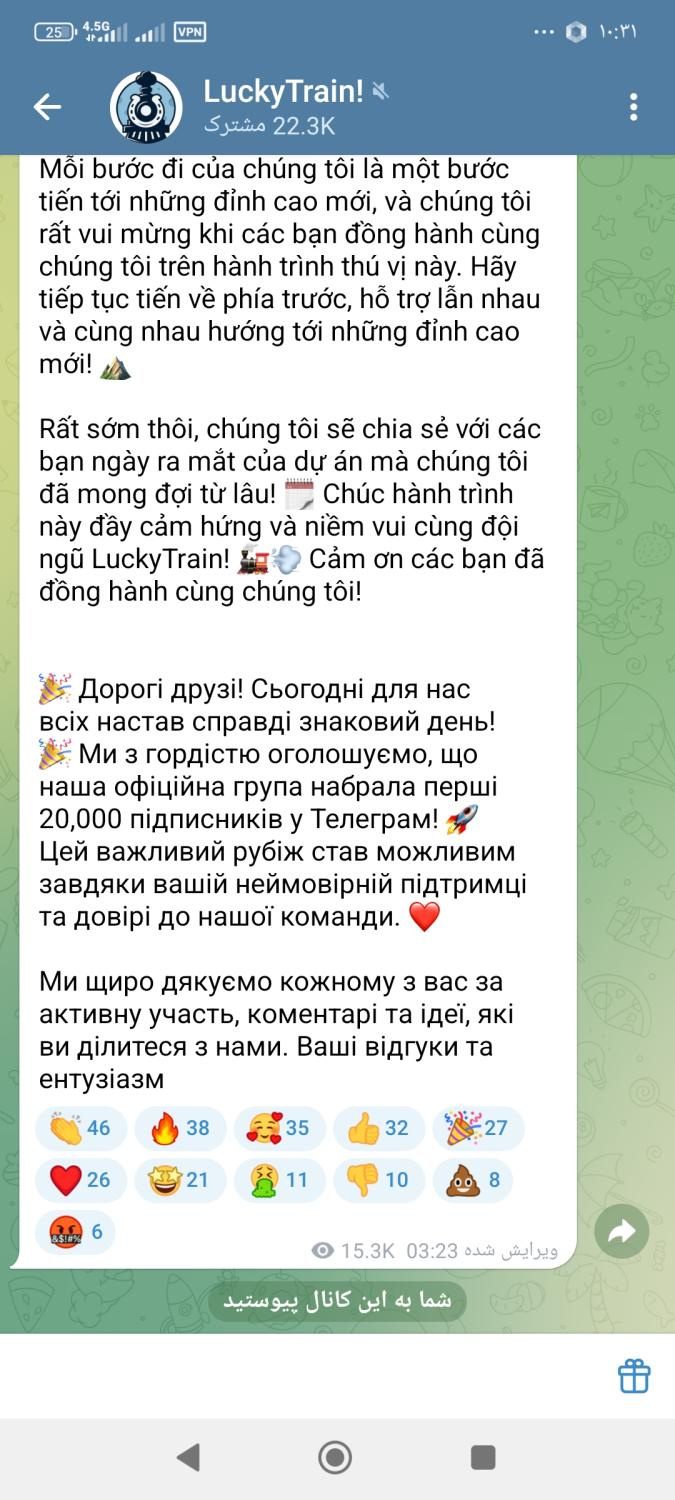 25 4.5G VPN ۱۰:۳۱
LuckyTrain!
22.3K مشترک
Mỗi bước đi của chúng tôi là một bước
tiến tới những đỉnh cao mới, và chúng tôi
rất vui mừng khi các bạn đồng hành cùng
chúng tôi trên hành trình thú vị này. Hãy
tiếp tục tiến về phía trước, hỗ trợ lẫn nhau
và cùng nhau hướng tới những đỉnh cao
mới! ⛰️
Rất sớm thôi, chúng tôi sẽ chia sẻ với các
bạn ngày ra mắt của dự án mà chúng tôi
đã mong đợi từ lâu! 🗓 Chúc hành trình
này đầy cảm hứng và niềm vui cùng đội
ngũ LuckyTrain! 🚂💨 Cảm ơn các bạn đã
đồng hành cùng chúng tôi!
🎉 Дорогі друзі! Сьогодні для нас
всіх настав справді знаковий день!
🎉 Ми з гордістю оголошуємо, що
наша офіційна група набрала перші
20,000 підписників у Телеграм! 🚀
Цей важливий рубіж став можливим
завдяки вашій неймовірній підтримці
та довірі до нашої команди. ❤️
Ми щиро дякуємо кожному з вас за
активну участь, коментарі та ідеї, які
ви ділитеся з нами. Ваші відгуки та
ентузіазм
👏 46 🔥 38 🥰 35 👍 32 🎉 27
❤️ 26 🤩 21 🤮 11 👎 10 💩 8
🤬 6
15.3K 03:23 ویرایش شده
شما به این کانال پیوستید